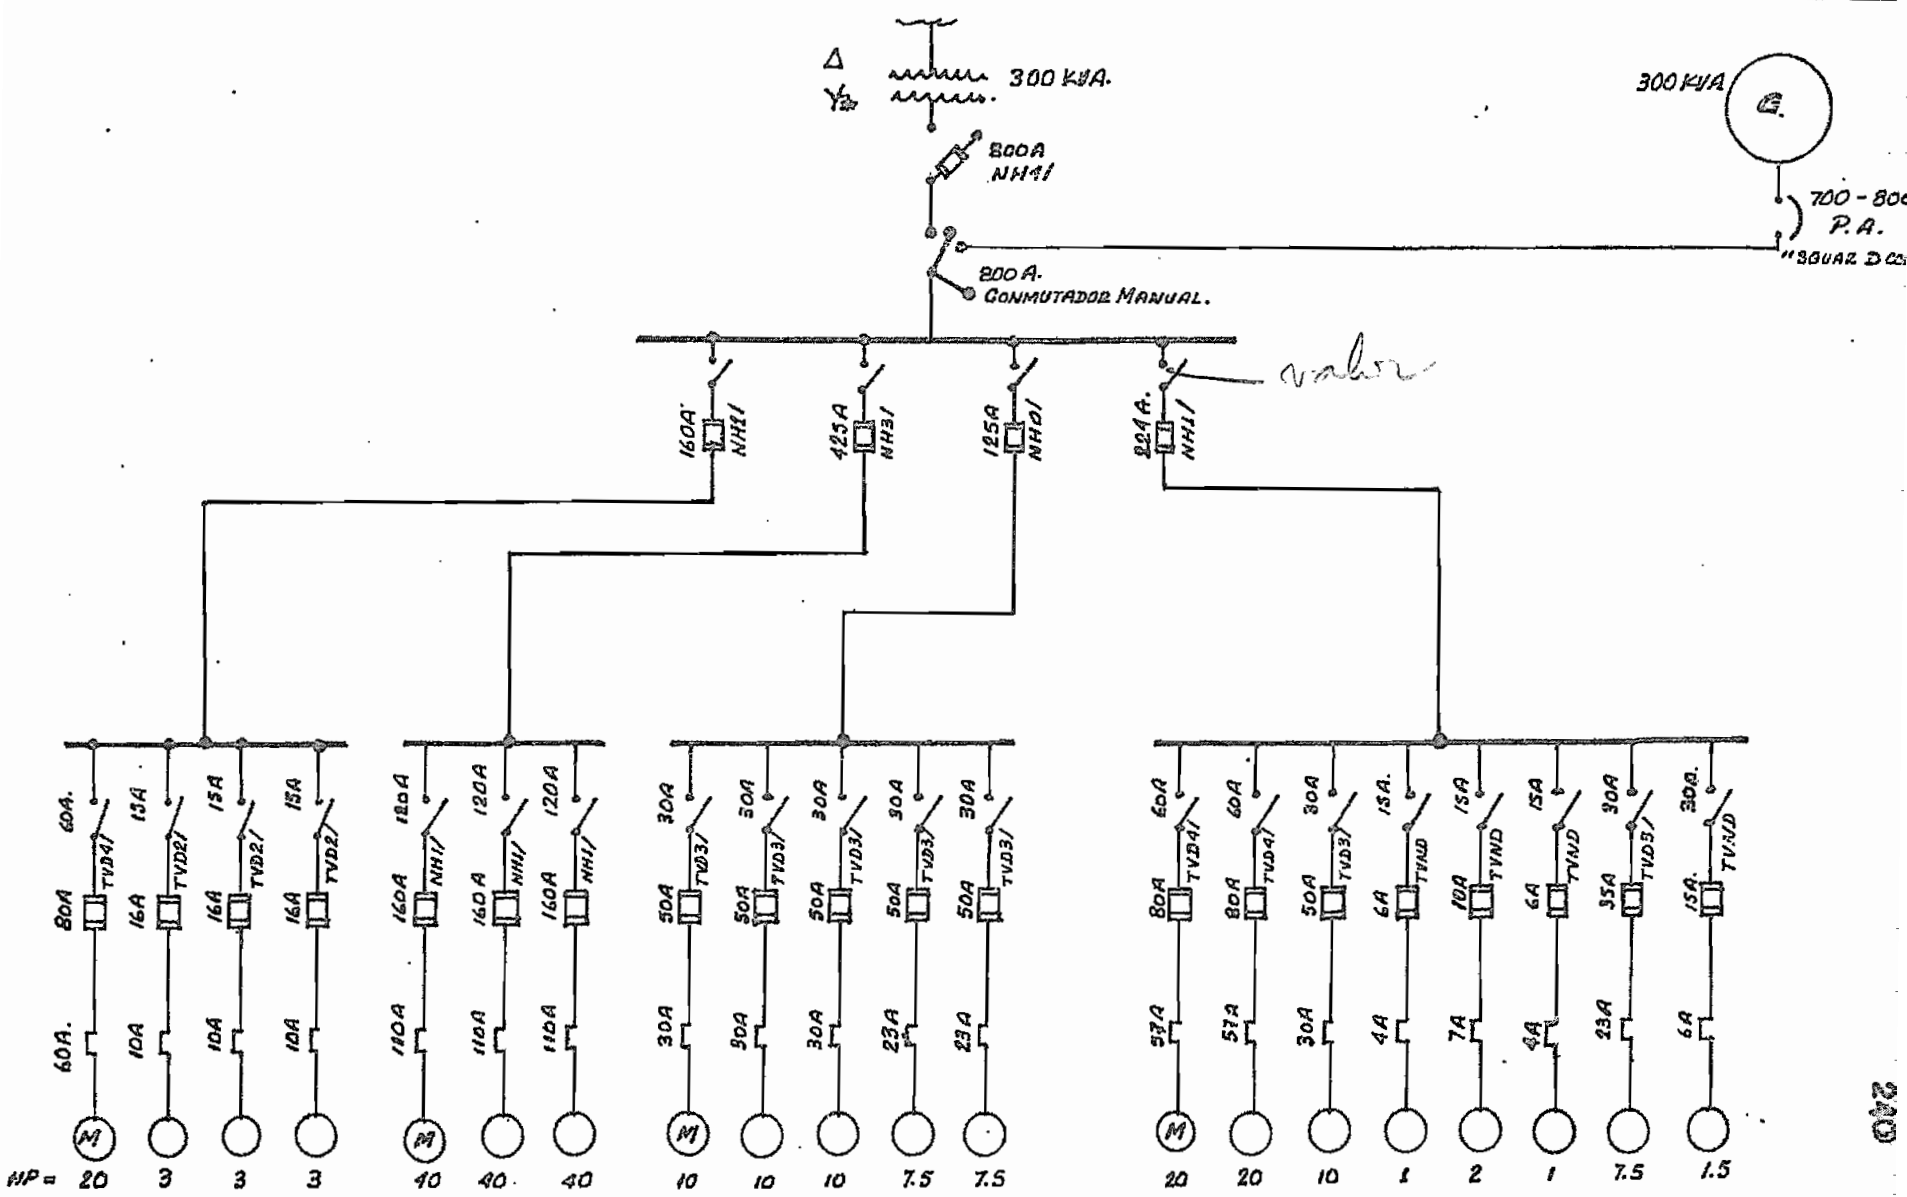 Δ
300 KVA.
Y
300 KVA
G.
800A
NH4/
700-800
P.A.
800A.
CONMUTADOR MANUAL.
valor
160A
NH1/
425A
NH3/
125A
NH0/
224A.
NH1/
60A. 15A 15A 15A 120A 120A 120A 30A 30A 30A 30A 30A 60A 60A 30A 15A. 15A 15A 30A 30A.
TVD4/ TVD2/ TVD2/ TVD2/ NH1/ NH1/ NH1/ TVD3/ TVD3/ TVD3/ TVD3/ TVD3/ TVD4/ TVD4/ TVD3/ TVND TVND TVND TVD3/ TVND
80A 16A 16A 16A 160A 160A 160A 50A 50A 50A 50A 50A 80A 80A 50A 6A 10A 6A 35A 15A.
60A. 10A 10A 10A 110A 110A 110A 30A 30A 30A 23A 23A 57A 57A 30A 4A 7A 4A 23A 6A
M M M M
HP = 20 3 3 3 40 40. 40 10 10 10 7.5 7.5 20 20 10 1 2 1 7.5 1.5
240